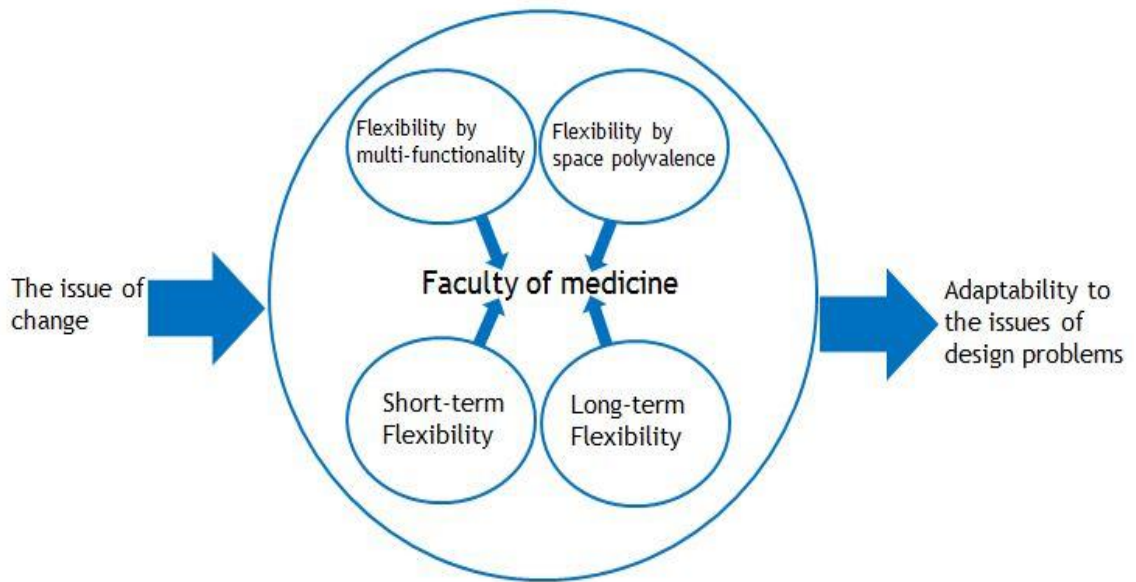 Flexibility by
multi-functionality
Flexibility by
space polyvalence
The issue of
change
Faculty of medicine
Adaptability to
the issues of
design problems
Short-term
Flexibility
Long-term
Flexibility